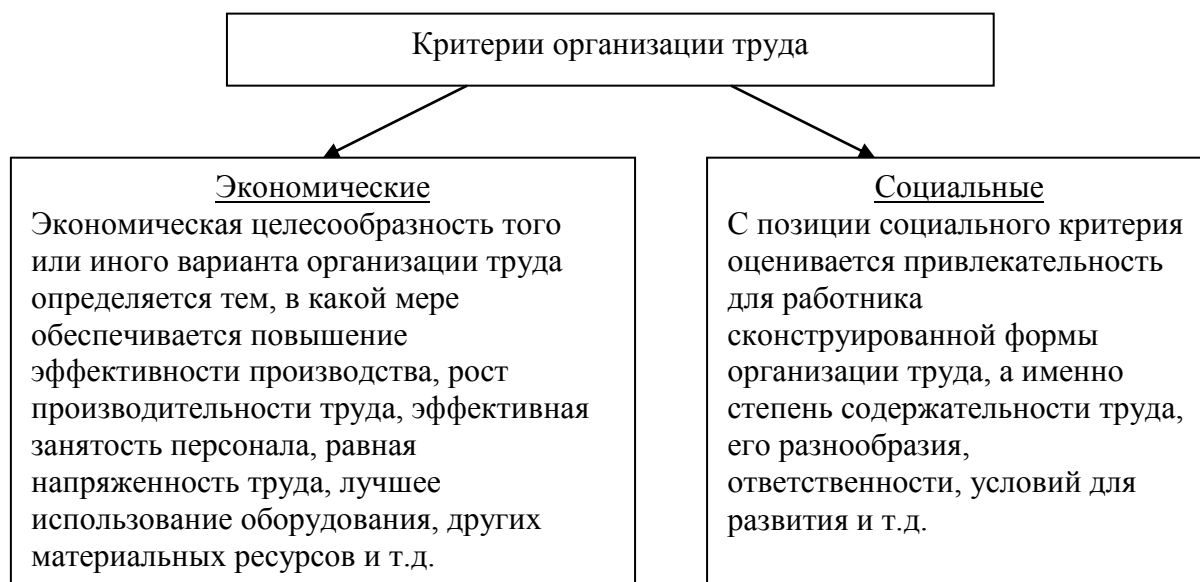 Критерии организации труда
Экономические
Экономическая целесообразность того
или иного варианта организации труда
определяется тем, в какой мере
обеспечивается повышение
эффективности производства, рост
производительности труда, эффективная
занятость персонала, равная
напряженность труда, лучшее
использование оборудования, других
материальных ресурсов и т.д.
Социальные
С позиции социального критерия
оценивается привлекательность
для работника
сконструированной формы
организации труда, а именно
степень содержательности труда,
его разнообразия,
ответственности, условий для
развития и т.д.